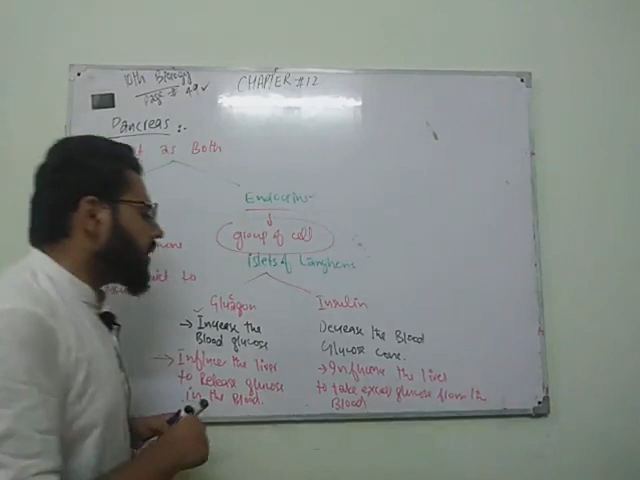 10th Biology
Page # 49
CHAPTER #12
Pancreas :-
as Both
Endocrine
group of cell
islets of Langhens
Glucagon
→ Increase the
Blood glucose
→ Influence the liver
to Release glucose
in the Blood.
Insulin
Decrease the Blood
Glucose conc.
→ Influence the liver
to take excess glucose from the
Blood